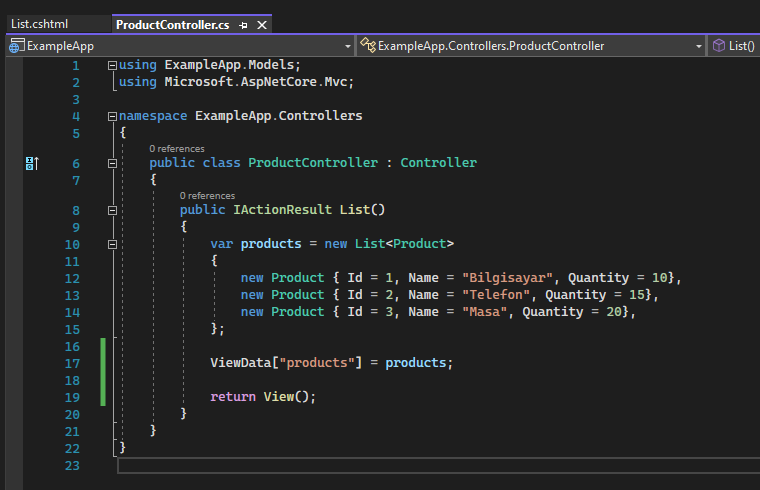 List.cshtml ProductController.cs
ExampleApp ExampleApp.Controllers.ProductController List()
1 using ExampleApp.Models;
2 using Microsoft.AspNetCore.Mvc;
3
4 namespace ExampleApp.Controllers
5 {
0 references
6 public class ProductController : Controller
7 {
0 references
8 public IActionResult List()
9 {
10 var products = new List<Product>
11 {
12 new Product { Id = 1, Name = "Bilgisayar", Quantity = 10},
13 new Product { Id = 2, Name = "Telefon", Quantity = 15},
14 new Product { Id = 3, Name = "Masa", Quantity = 20},
15 };
16
17 ViewData["products"] = products;
18
19 return View();
20 }
21 }
22 }
23